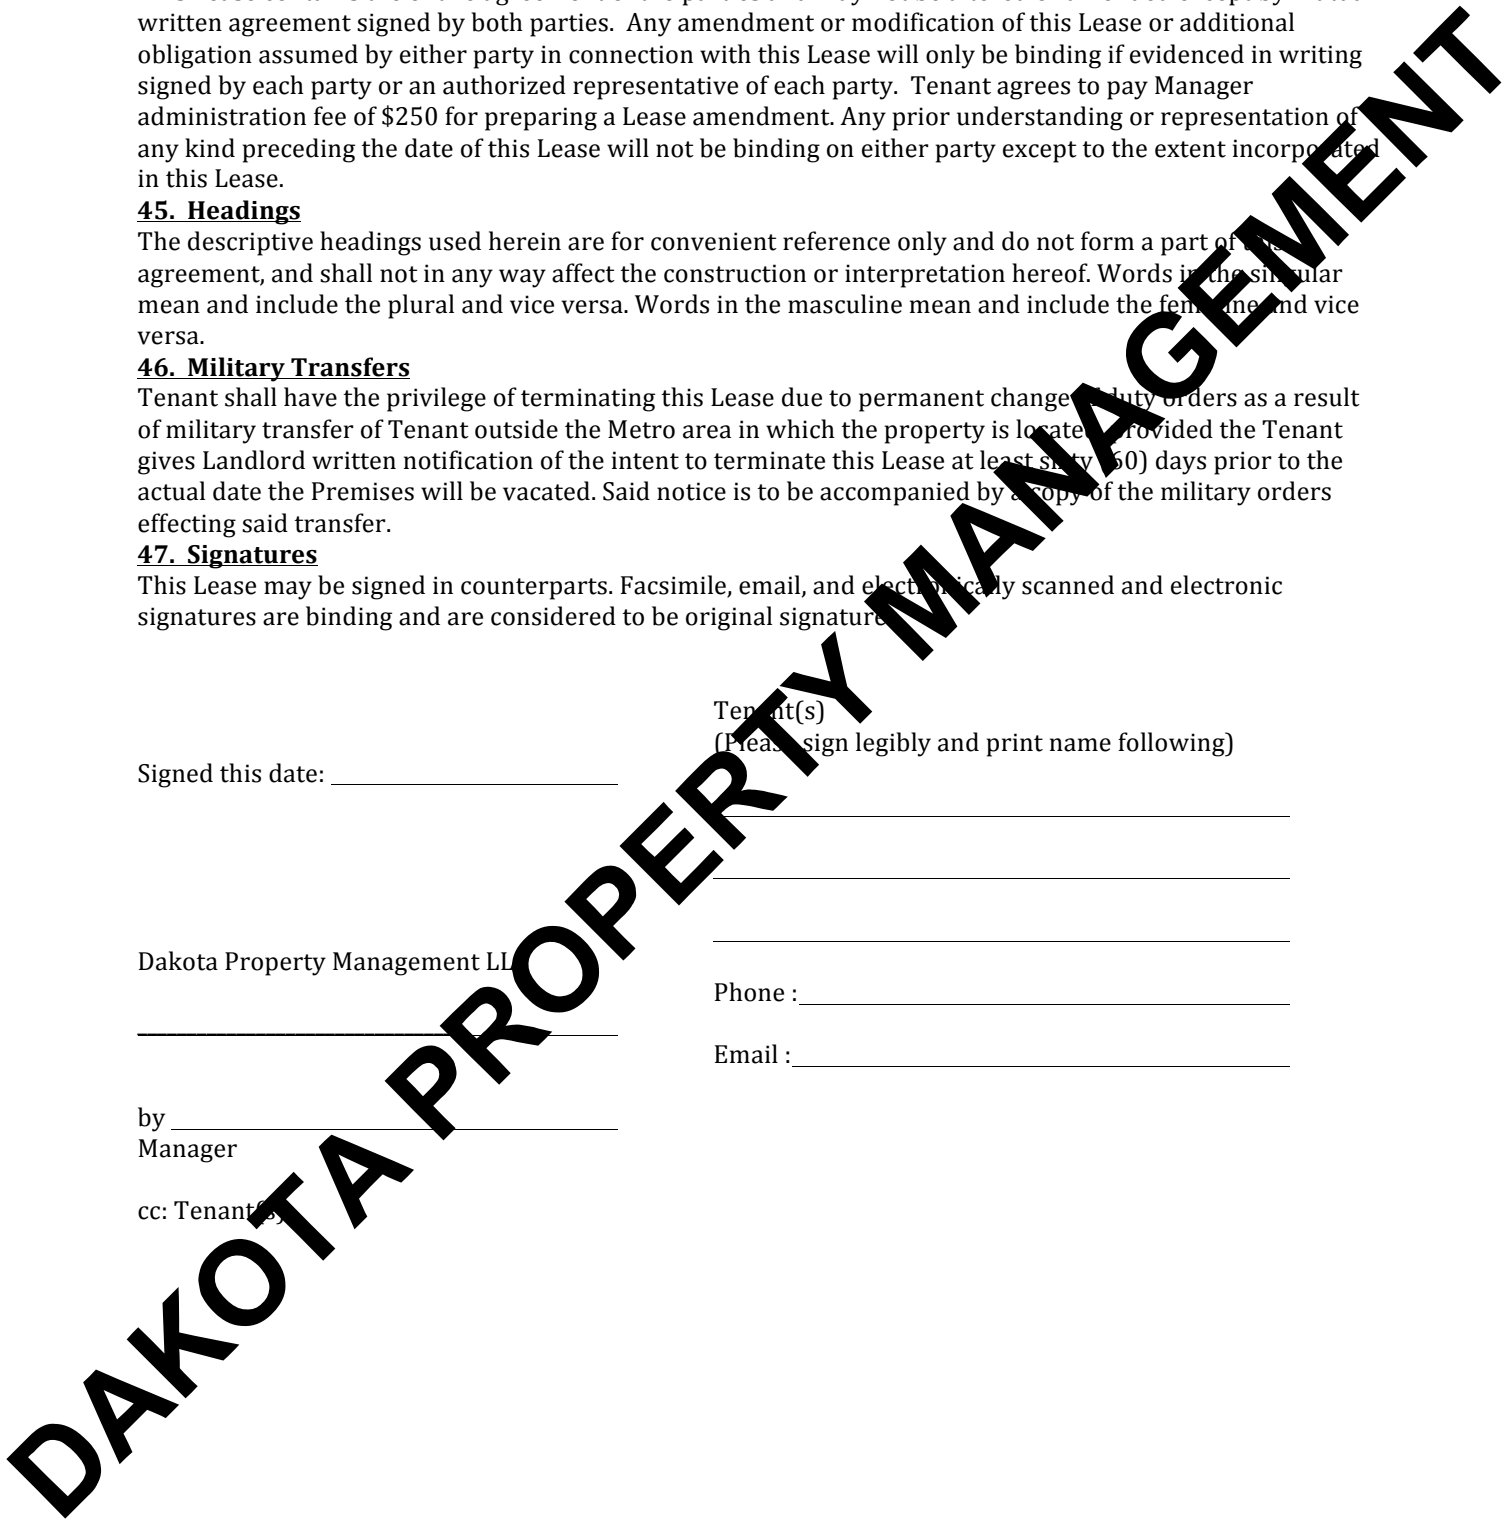 written agreement signed by both parties.  Any amendment or modification of this Lease or additional
obligation assumed by either party in connection with this Lease will only be binding if evidenced in writing
signed by each party or an authorized representative of each party.  Tenant agrees to pay Manager
administration fee of $250 for preparing a Lease amendment. Any prior understanding or representation of
any kind preceding the date of this Lease will not be binding on either party except to the extent incorporated
in this Lease.
45.  Headings
The descriptive headings used herein are for convenient reference only and do not form a part of this
agreement, and shall not in any way affect the construction or interpretation hereof. Words in the singular
mean and include the plural and vice versa. Words in the masculine mean and include the feminine and vice
versa.
46.  Military Transfers
Tenant shall have the privilege of terminating this Lease due to permanent change of duty orders as a result
of military transfer of Tenant outside the Metro area in which the property is located, provided the Tenant
gives Landlord written notification of the intent to terminate this Lease at least sixty (60) days prior to the
actual date the Premises will be vacated. Said notice is to be accompanied by a copy of the military orders
effecting said transfer.
47.  Signatures
This Lease may be signed in counterparts. Facsimile, email, and electronically scanned and electronic
signatures are binding and are considered to be original signatures.
Tenant(s)
(Please sign legibly and print name following)
Signed this date:
Dakota Property Management LLC
Phone :
Email :
by
Manager
cc: Tenant(s)
DAKOTA PROPERTY MANAGEMENT